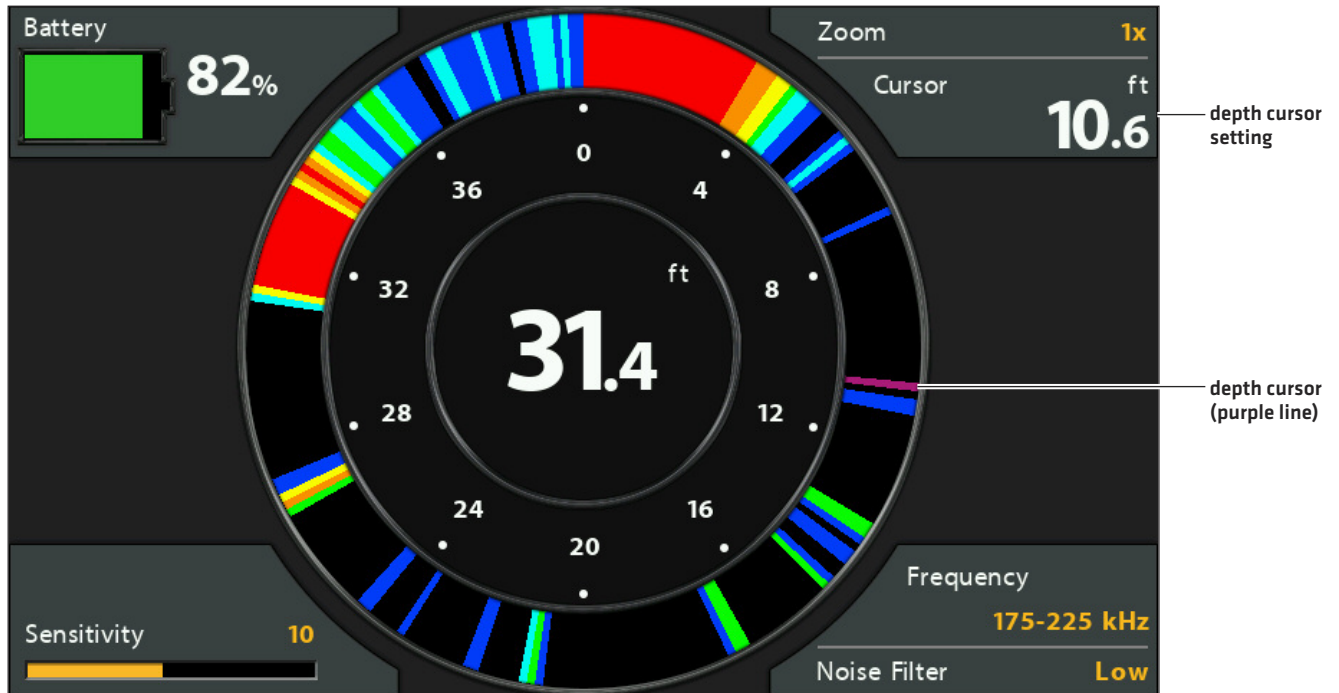 Battery
82%
Zoom 1x
Cursor ft
10.6
depth cursor
setting
0
36 4
32 8
ft
31.4
28 12
24 16
20
depth cursor
(purple line)
Sensitivity 10
Frequency
175-225 kHz
Noise Filter Low